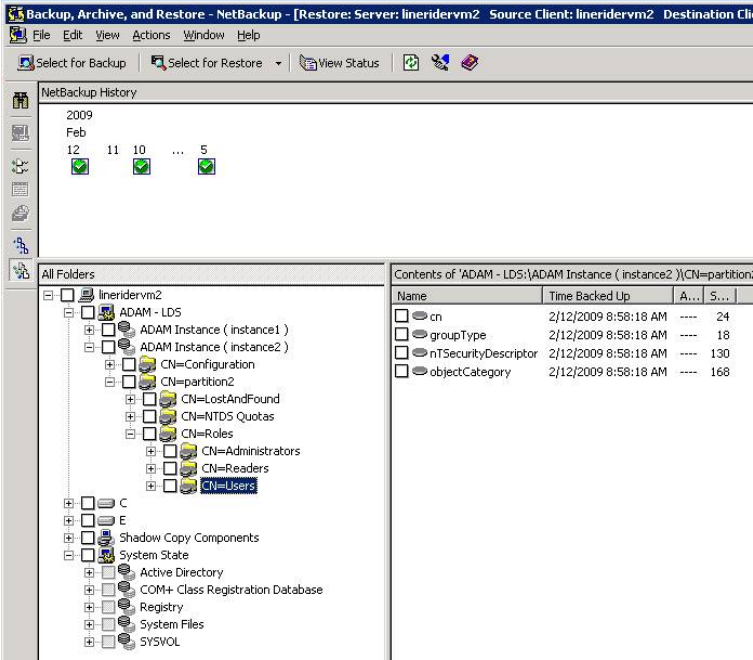 Backup, Archive, and Restore - NetBackup - [Restore: Server: lineridervm2 Source Client: lineridervm2 Destination Cli
File Edit View Actions Window Help
Select for Backup Select for Restore View Status
NetBackup History
2009
Feb
12 11 10 ... 5
All Folders
lineridervm2
ADAM - LDS
ADAM Instance ( instance1 )
ADAM Instance ( instance2 )
CN=Configuration
CN=partition2
CN=LostAndFound
CN=NTDS Quotas
CN=Roles
CN=Administrators
CN=Readers
CN=Users
C
E
Shadow Copy Components
System State
Active Directory
COM+ Class Registration Database
Registry
System Files
SYSVOL
Contents of 'ADAM - LDS:\ADAM Instance ( instance2 )\CN=partition2
Name Time Backed Up A... S...
cn 2/12/2009 8:58:18 AM ---- 24
groupType 2/12/2009 8:58:18 AM ---- 18
nTSecurityDescriptor 2/12/2009 8:58:18 AM ---- 130
objectCategory 2/12/2009 8:58:18 AM ---- 168